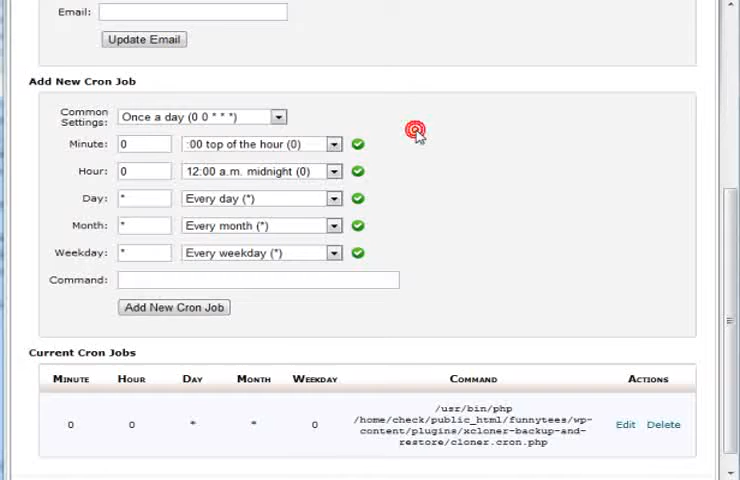 Email:
Update Email
Add New Cron Job
Common Settings: Once a day (0 0 * * *)
Minute: 0 :00 top of the hour (0)
Hour: 0 12:00 a.m. midnight (0)
Day: * Every day (*)
Month: * Every month (*)
Weekday: * Every weekday (*)
Command:
Add New Cron Job
Current Cron Jobs
Minute Hour Day Month Weekday Command Actions
0 0 * * 0
/usr/bin/php
/home/check/public_html/funnytees/wp-
content/plugins/xcloner-backup-and-
restore/cloner.cron.php
Edit Delete